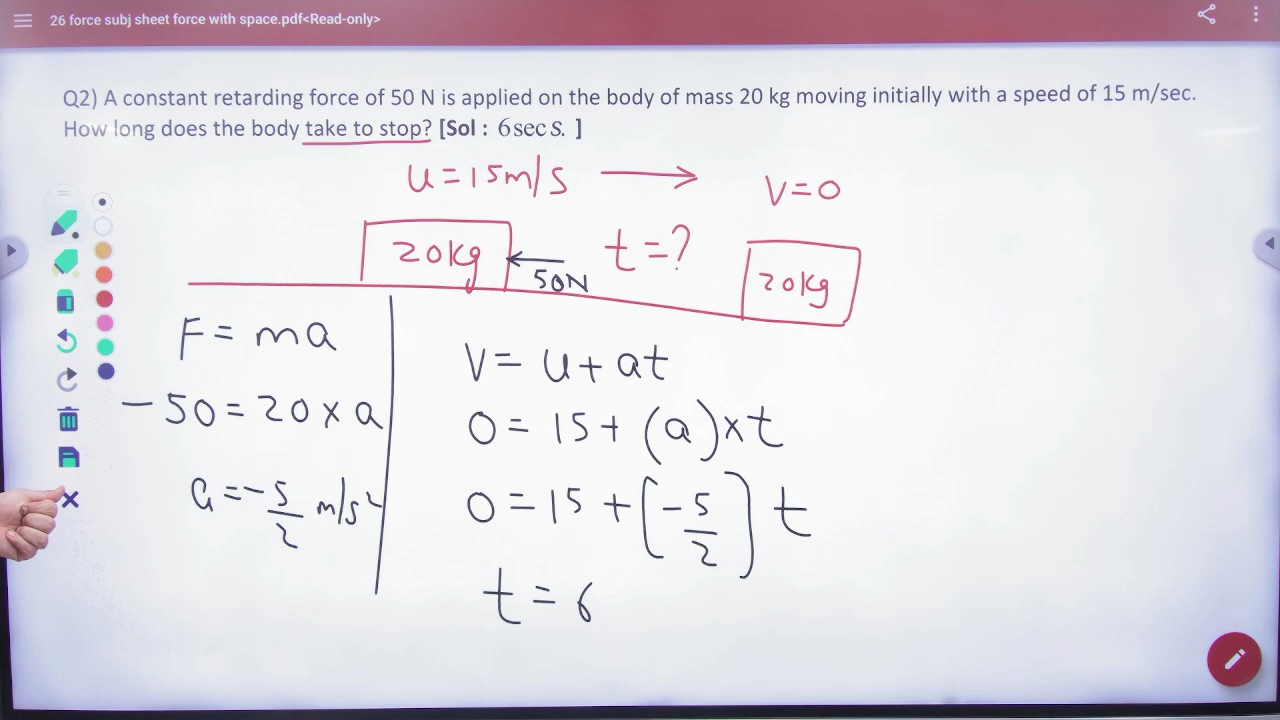 26 force subj sheet force with space.pdf<Read-only>
Q2) A constant retarding force of 50 N is applied on the body of mass 20 kg moving initially with a speed of 15 m/sec.
How long does the body take to stop? [Sol : 6secs. ]
u=15m/s
v=0
20kg
50N
t=?
20kg
F= ma
-50=20×a
a=-5/2 m/s²
V= u+at
0= 15+(a)×t
0=15+(-5/2)t
t=6